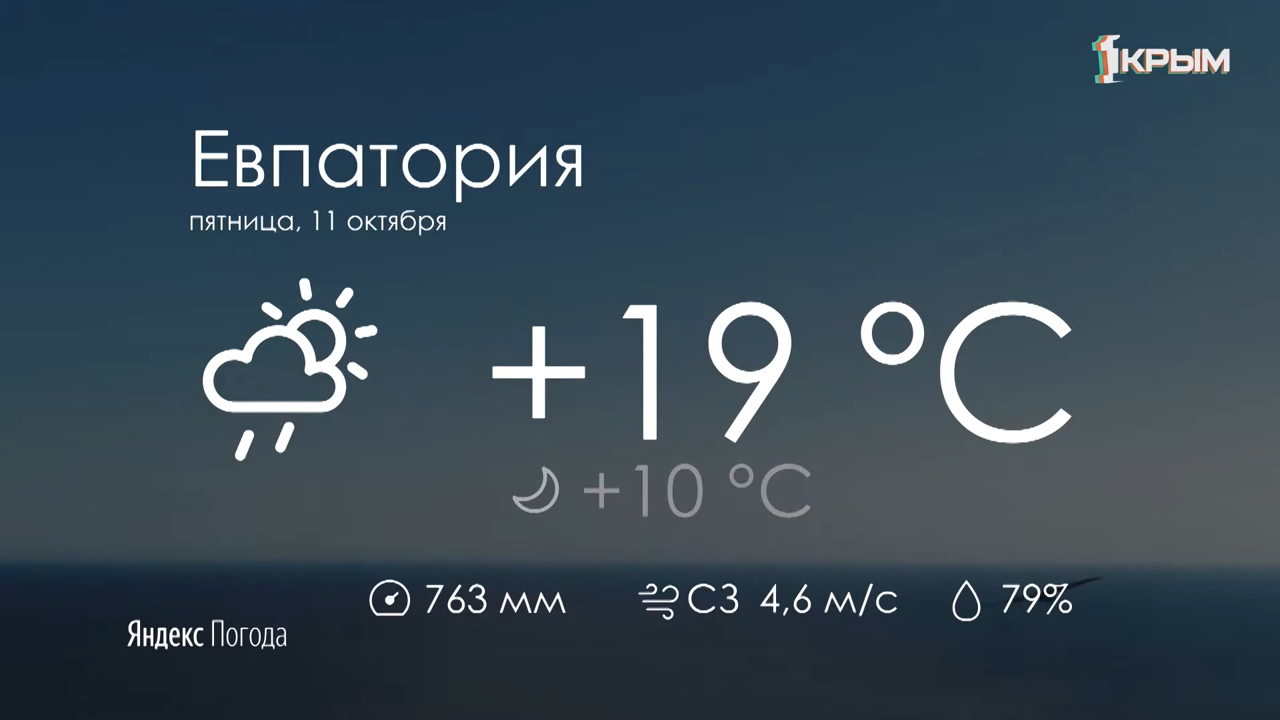 1КРЫМ
Евпатория
пятница, 11 октября
+19 °C
+10 °C
763 мм СЗ 4,6 м/с 79%
Яндекс Погода